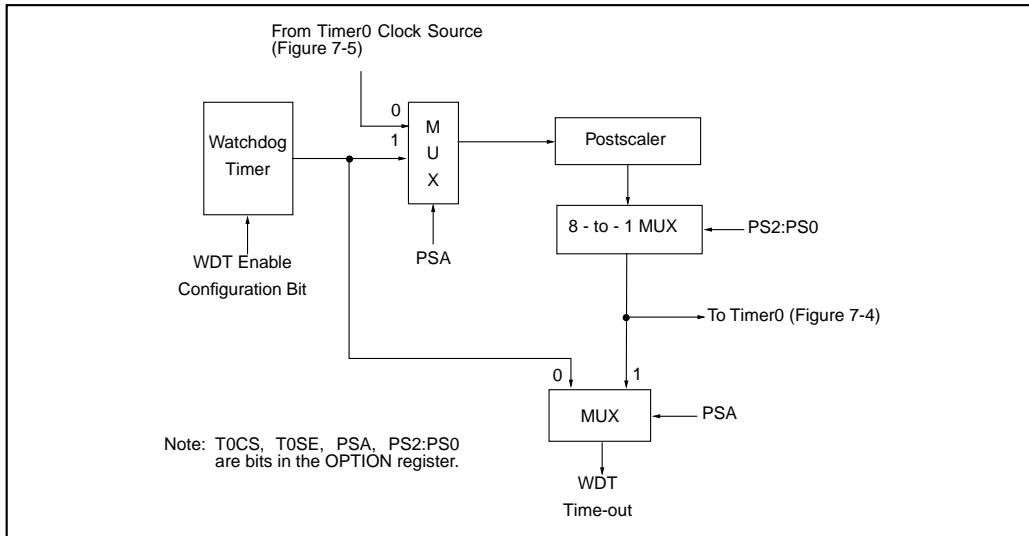 From Timer0 Clock Source
(Figure 7-5)
0
1
M
U
X
Watchdog
Timer
Postscaler
8 - to - 1 MUX
PS2:PS0
PSA
WDT Enable
Configuration Bit
To Timer0 (Figure 7-4)
0
1
MUX
PSA
Note: T0CS, T0SE, PSA, PS2:PS0
are bits in the OPTION register.
WDT
Time-out